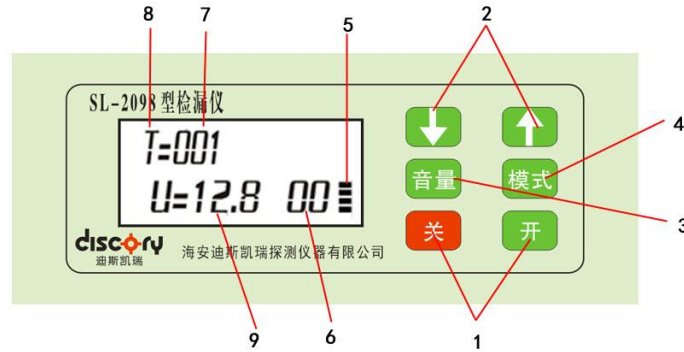 8 7 5 2
SL-2098型检漏仪
T=001
U=12.8 00
音量 模式
4
3
关 开
discory
迪斯凯瑞
海安迪斯凯瑞探测仪器有限公司
9 6 1